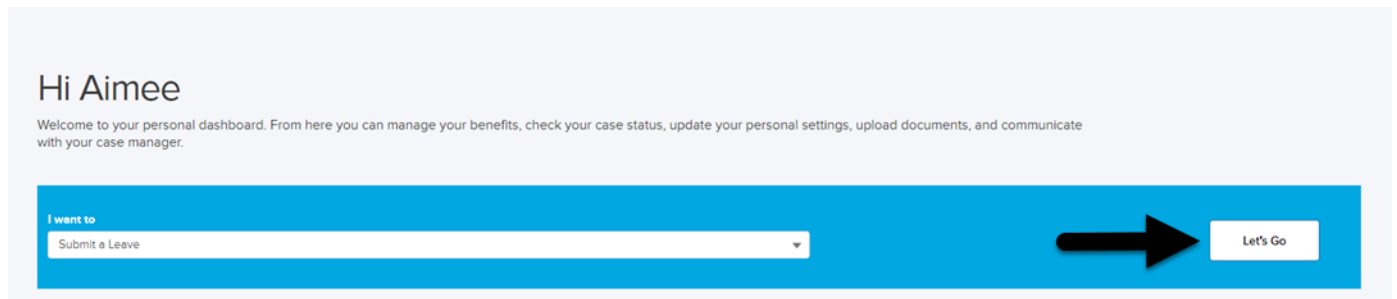 Hi Aimee
Welcome to your personal dashboard. From here you can manage your benefits, check your case status, update your personal settings, upload documents, and communicate
with your case manager.
I want to
Submit a Leave
Let's Go